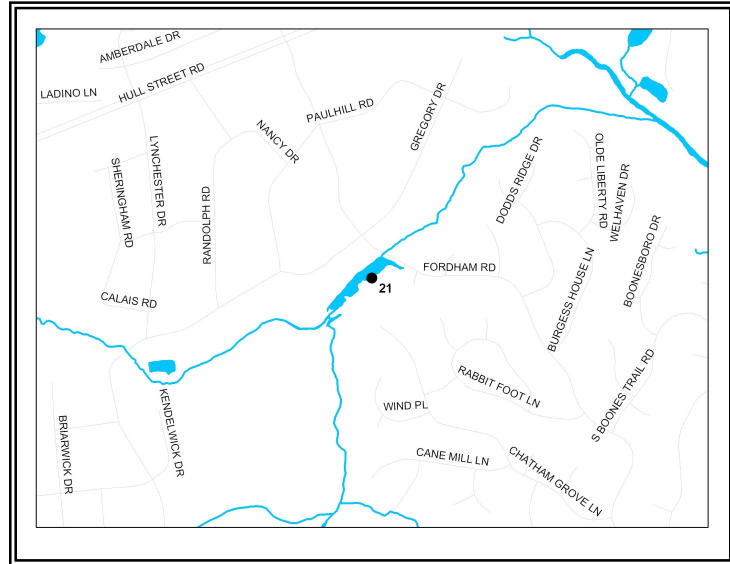 AMBERDALE DR
HULL STREET RD
LADINO LN
PAULHILL RD
GREGORY DR
NANCY DR
LYNCHESTER DR
SHERINGHAM RD
RANDOLPH RD
DODDS RIDGE DR
OLDE LIBERTY RD
WELHAVEN DR
BOONESBORO DR
FORDHAM RD
BURGESS HOUSE LN
21
CALAIS RD
S BOONES TRAIL RD
RABBIT FOOT LN
WIND PL
KENDELWICK DR
BRIARWICK DR
CANE MILL LN
CHATHAM GROVE LN